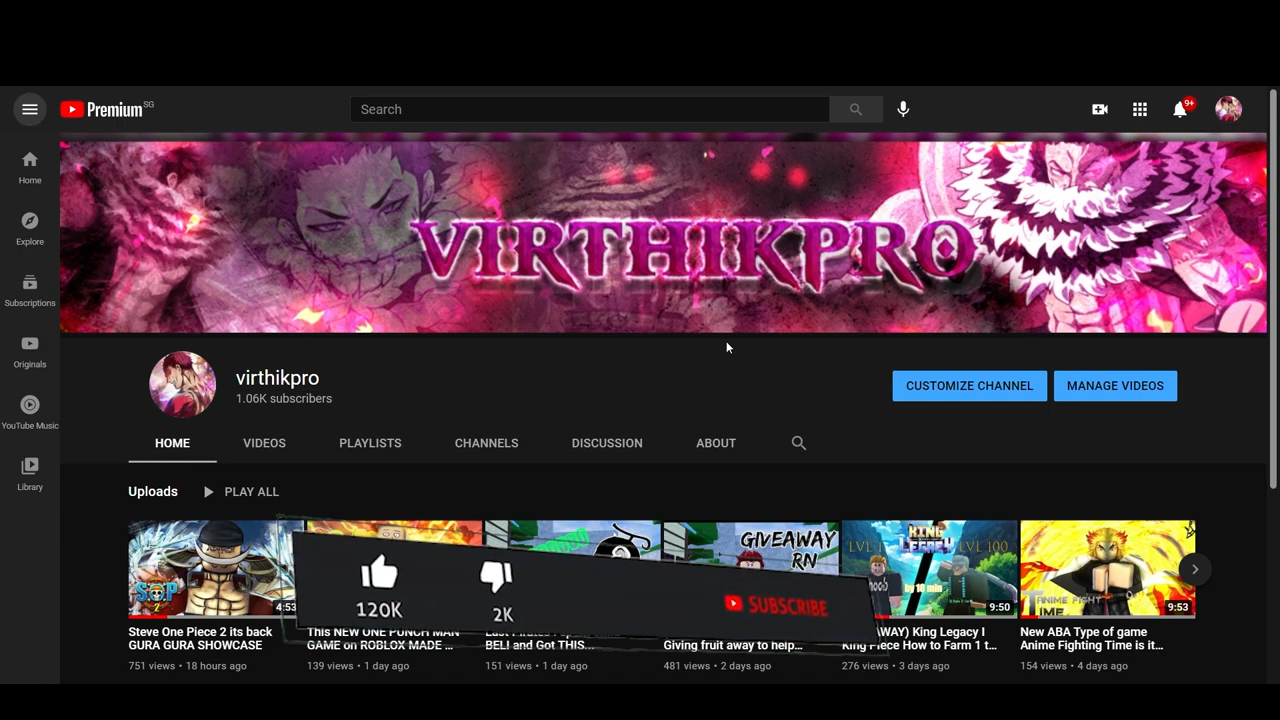 Premium SG
Search
9+
Home
Explore
Subscriptions
Originals
YouTube Music
Library
VIRTHIKPRO
virthikpro
1.06K subscribers
CUSTOMIZE CHANNEL
MANAGE VIDEOS
HOME VIDEOS PLAYLISTS CHANNELS DISCUSSION ABOUT
Uploads PLAY ALL
SOP
2
4:53
GIVEAWAY
RN
KING
LEGACY
LVL 100
by 10 min
9:50
ANIME FIGHT
TIME
9:53
120K
2K
SUBSCRIBE
Steve One Piece 2 its back
GURA GURA SHOWCASE
751 views • 18 hours ago
This NEW ONE PUNCH MAN
GAME on ROBLOX MADE ...
139 views • 1 day ago
BELI and Got THIS...
151 views • 1 day ago
Giving fruit away to help...
481 views • 2 days ago
King Legacy I
King Piece How to Farm 1 t...
276 views • 3 days ago
New ABA Type of game
Anime Fighting Time is it...
154 views • 4 days ago